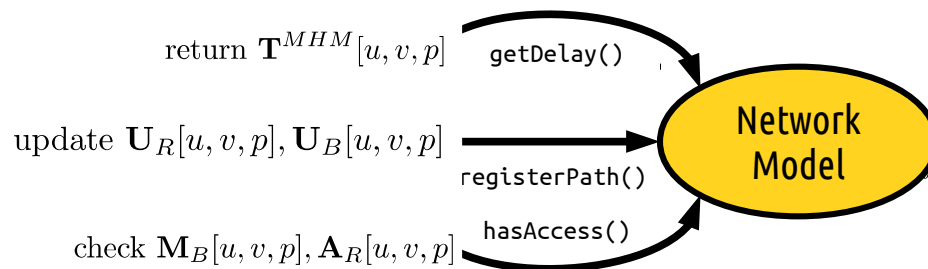 return T^{MHM}[u, v, p] getDelay()
Network
Model
update U_R[u, v, p], U_B[u, v, p]
registerPath()
check M_B[u, v, p], A_R[u, v, p] hasAccess()